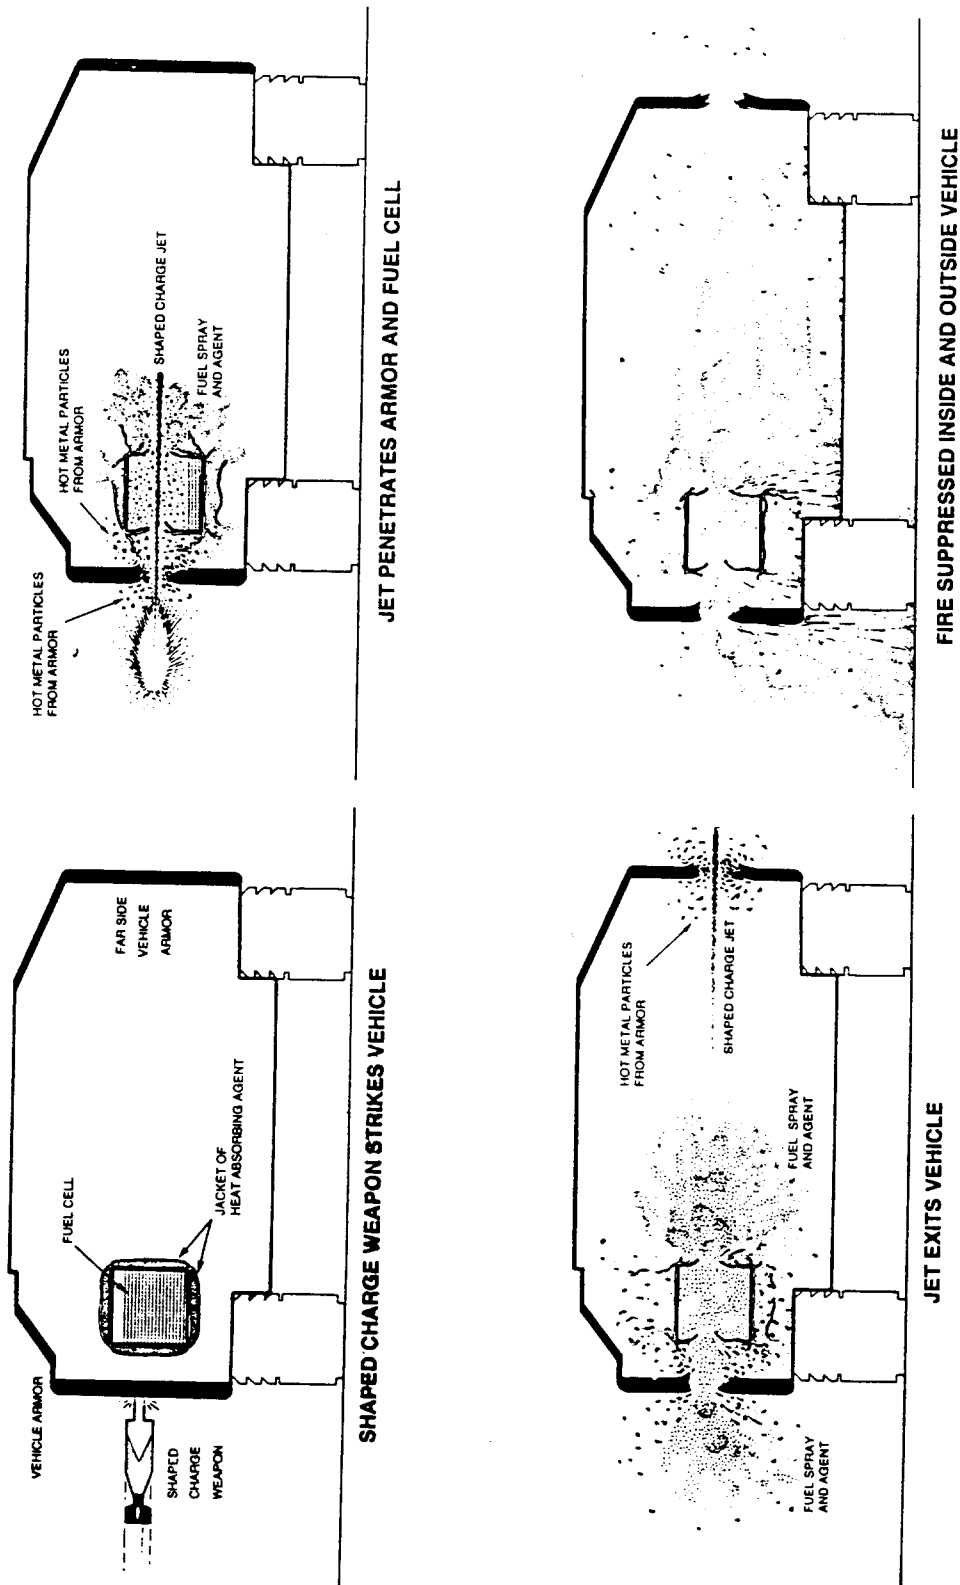 VEHICLE ARMOR
SHAPED
CHARGE
WEAPON
FUEL CELL
JACKET OF
HEAT ABSORBING AGENT
FAR SIDE
VEHICLE
ARMOR
SHAPED CHARGE WEAPON STRIKES VEHICLE
HOT METAL PARTICLES
FROM ARMOR
HOT METAL PARTICLES
FROM ARMOR
SHAPED CHARGE JET
FUEL SPRAY
AND AGENT
JET PENETRATES ARMOR AND FUEL CELL
FUEL SPRAY
AND AGENT
FUEL SPRAY
AND AGENT
HOT METAL PARTICLES
FROM ARMOR
SHAPED CHARGE JET
JET EXITS VEHICLE
FIRE SUPPRESSED INSIDE AND OUTSIDE VEHICLE